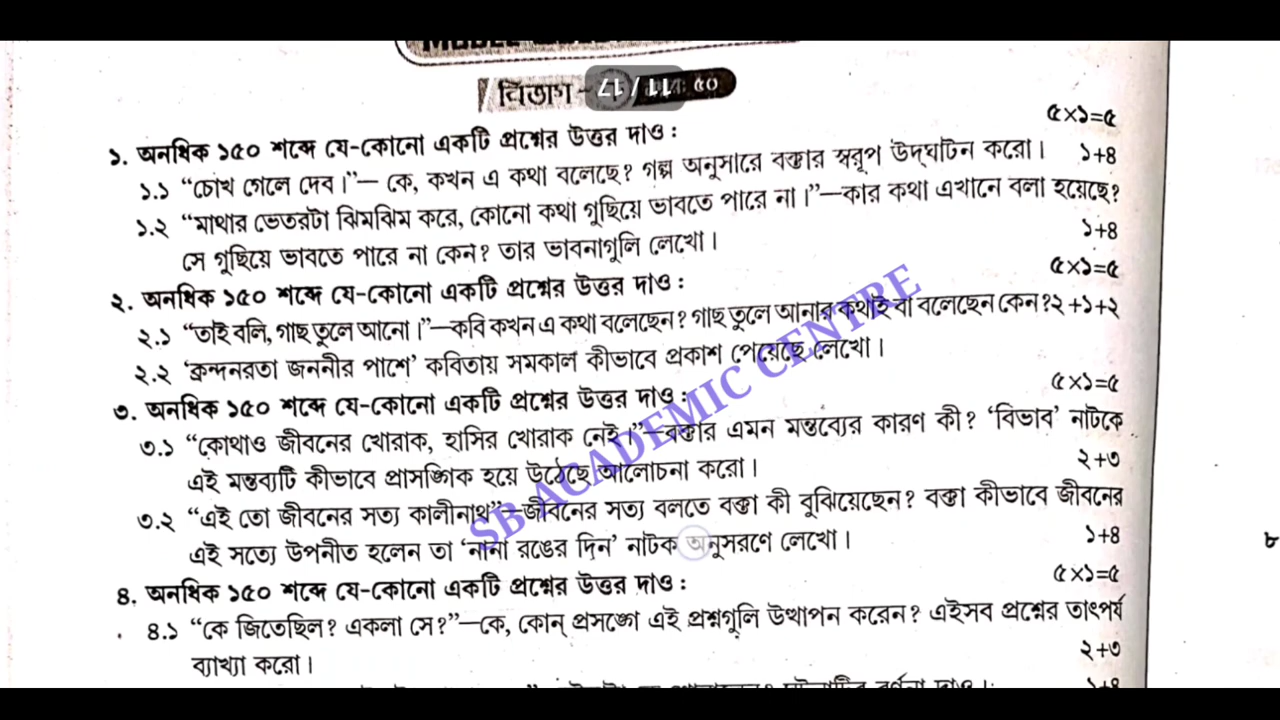 বিভাগ -
11/17
৫০
১. অনধিক ১৫০ শব্দে যে-কোনো একটি প্রশ্নের উত্তর দাও : ৫×১=৫
১.১ “চোখ গেলে দেব।”— কে, কখন এ কথা বলেছে? গল্প অনুসারে বক্তার স্বরূপ উদ্‌ঘাটন করো। ১+৪
১.২ “মাথার ভেতরটা ঝিমঝিম করে, কোনো কথা গুছিয়ে ভাবতে পারে না।”—কার কথা এখানে বলা হয়েছে?
সে গুছিয়ে ভাবতে পারে না কেন? তার ভাবনাগুলি লেখো। ১+৪
২. অনধিক ১৫০ শব্দে যে-কোনো একটি প্রশ্নের উত্তর দাও : ৫×১=৫
২.১ “তাই বলি, গাছ তুলে আনো।”—কবি কখন এ কথা বলেছেন? গাছ তুলে আনার কথাই বা বলেছেন কেন?২+১+২
২.২ ‘ক্রন্দনরতা জননীর পাশে’ কবিতায় সমকাল কীভাবে প্রকাশ পেয়েছে লেখো।
৩. অনধিক ১৫০ শব্দে যে-কোনো একটি প্রশ্নের উত্তর দাও : ৫×১=৫
৩.১ “কোথাও জীবনের খোরাক, হাসির খোরাক নেই।”—বক্তার এমন মন্তব্যের কারণ কী? ‘বিভাব’ নাটকে
এই মন্তব্যটি কীভাবে প্রাসঙ্গিক হয়ে উঠেছে আলোচনা করো। ২+৩
৩.২ “এই তো জীবনের সত্য কালীনাথ”—জীবনের সত্য বলতে বক্তা কী বুঝিয়েছেন? বক্তা কীভাবে জীবনের
এই সত্যে উপনীত হলেন তা ‘নানা রঙের দিন’ নাটক অনুসরণে লেখো। ১+৪
৪. অনধিক ১৫০ শব্দে যে-কোনো একটি প্রশ্নের উত্তর দাও : ৫×১=৫
৪.১ “কে জিতেছিল? একলা সে?”—কে, কোন্ প্রসঙ্গে এই প্রশ্নগুলি উত্থাপন করেন? এইসব প্রশ্নের তাৎপর্য
ব্যাখ্যা করো। ২+৩
১+৪
৮
SB ACADEMIC CENTRE